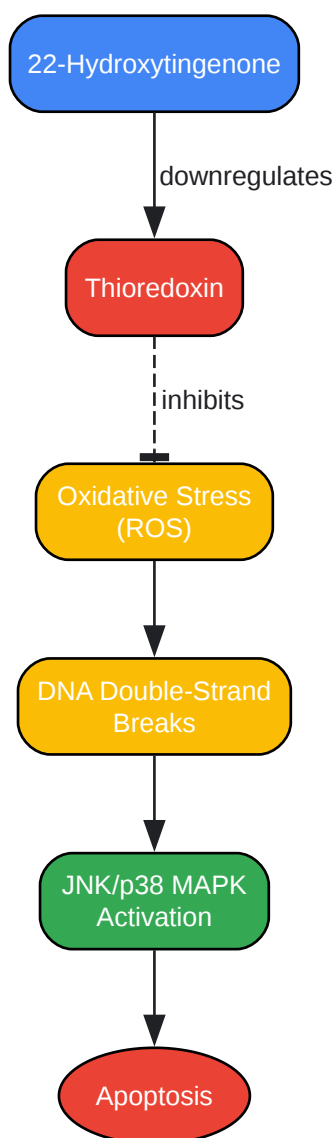 22-Hydroxytingenone
downregulates
Thioredoxin
inhibits
Oxidative Stress
(ROS)
DNA Double-Strand
Breaks
JNK/p38 MAPK
Activation
Apoptosis